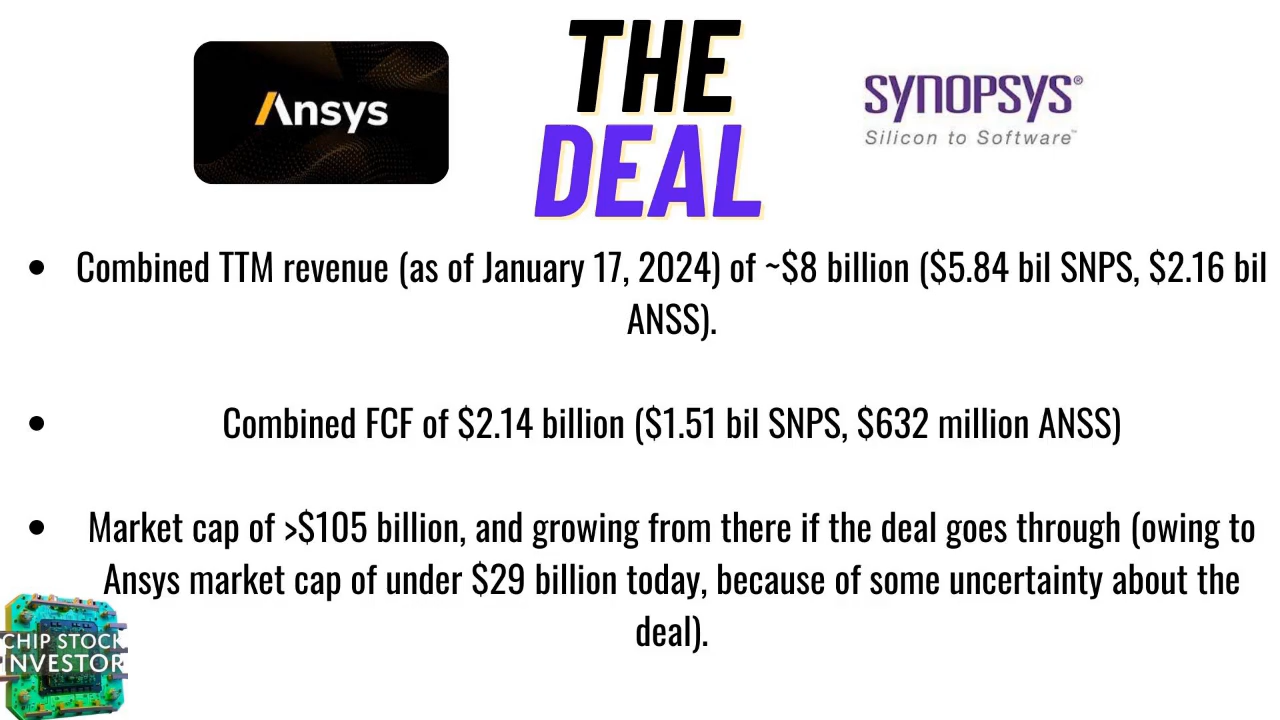 Ansys
THE
DEAL
SYNOPSYS®
Silicon to Software™
• Combined TTM revenue (as of January 17, 2024) of ~$8 billion ($5.84 bil SNPS, $2.16 bil
ANSS).
• Combined FCF of $2.14 billion ($1.51 bil SNPS, $632 million ANSS)
• Market cap of >$105 billion, and growing from there if the deal goes through (owing to
Ansys market cap of under $29 billion today, because of some uncertainty about the
deal).
CHIP STOCK
INVESTOR